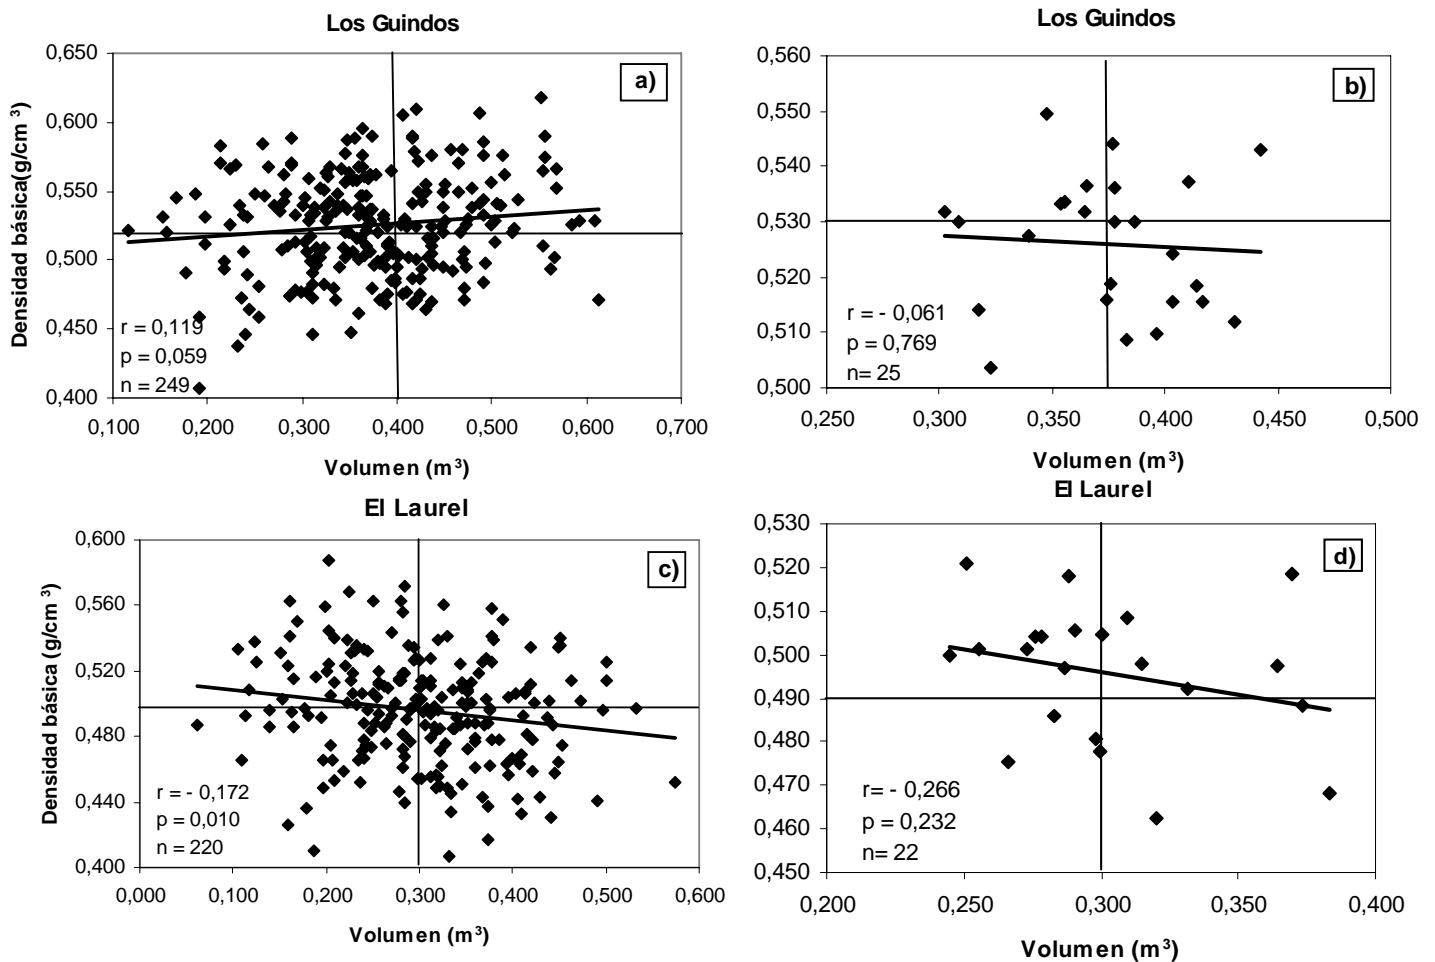 Los Guindos
a)
Densidad básica(g/cm³)
0,650
0,600
0,550
0,500
0,450
0,400
r = 0,119
p = 0,059
n = 249
0,100 0,200 0,300 0,400 0,500 0,600 0,700
Volumen (m³)
Los Guindos
b)
0,560
0,550
0,540
0,530
0,520
0,510
0,500
r = - 0,061
p = 0,769
n= 25
0,250 0,300 0,350 0,400 0,450 0,500
Volumen (m³)
El Laurel
c)
Densidad básica (g/cm³)
0,600
0,560
0,520
0,480
0,440
0,400
r = - 0,172
p = 0,010
n = 220
0,000 0,100 0,200 0,300 0,400 0,500 0,600
Volumen (m³)
El Laurel
d)
0,530
0,520
0,510
0,500
0,490
0,480
0,470
0,460
0,450
r= - 0,266
p = 0,232
n= 22
0,200 0,250 0,300 0,350 0,400
Volumen (m³)